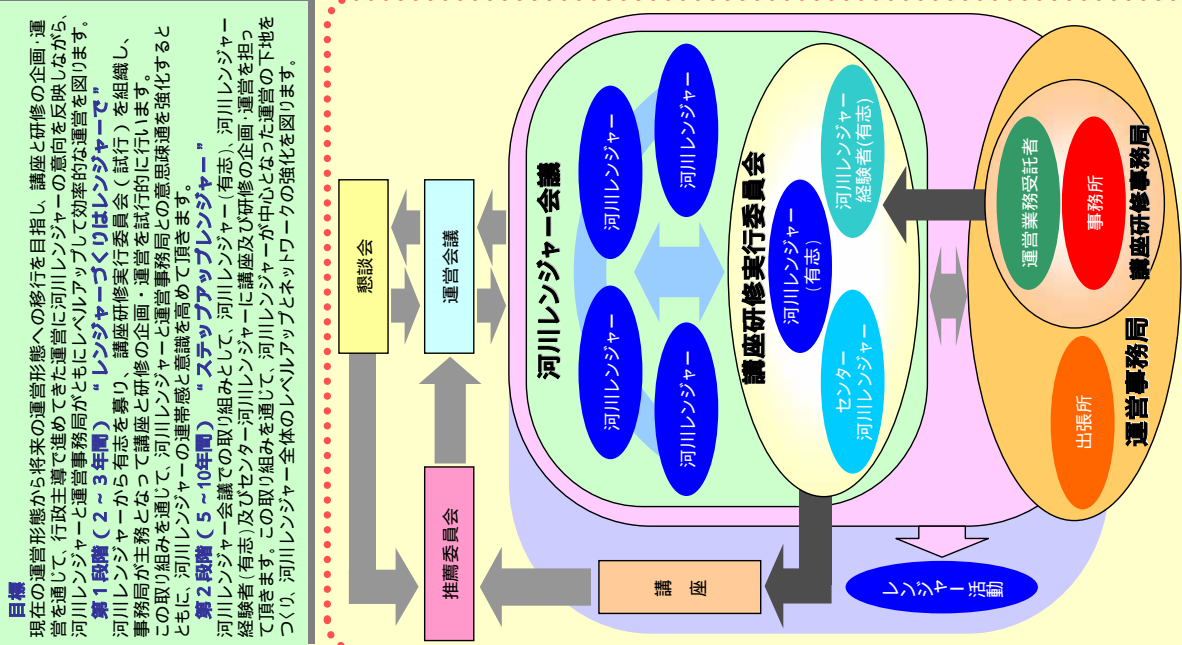 目標
現在の運営形態から将来の運営形態への移行を目指し、講座と研修の企画・運
営を通じて、行政主導で進めてきた運営に河川レンジャーの意向を反映しながら、
河川レンジャーと運営事務局がともにレベルアップして効率的な運営を図ります。
第１段階（２～３年間）“レンジャーづくりはレンジャーで”
河川レンジャーから有志を募り、講座研修実行委員会（試行）を組織し、
事務局が主務となって講座と研修の企画・運営を試行的に行います。
この取り組みを通じて、河川レンジャーと運営事務局との意思疎通を強化すると
ともに、河川レンジャーの連帯感と意識を高めて頂きます。
第２段階（５～10年間）“ステップアップレンジャー”
河川レンジャー会議での取り組みとして、河川レンジャー（有志）、河川レンジャー
経験者（有志）及びセンター河川レンジャーに講座及び研修の企画・運営を担っ
て頂きます。この取り組みを通じて、河川レンジャーが中心となった運営の下地を
つくり、河川レンジャー全体のレベルアップとネットワークの強化を図ります。
懇談会
運営会議
推薦委員会
講座
河川レンジャー会議
河川レンジャー
河川レンジャー
河川レンジャー
河川レンジャー
講座研修実行委員会
河川レンジャー
（有志）
河川レンジャー
経験者(有志)
センター
河川レンジャー
レンジャー活動
運営業務受託者
事務所
講座研修事務局
出張所
運営事務局